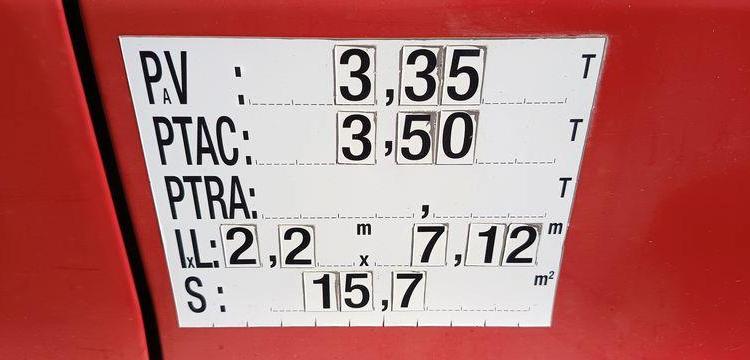 PAV : 3,35 T
PTAC: 3,50 T
PTRA: , T
lxL: 2,2 m x 7,12 m
S : 15,7 m²